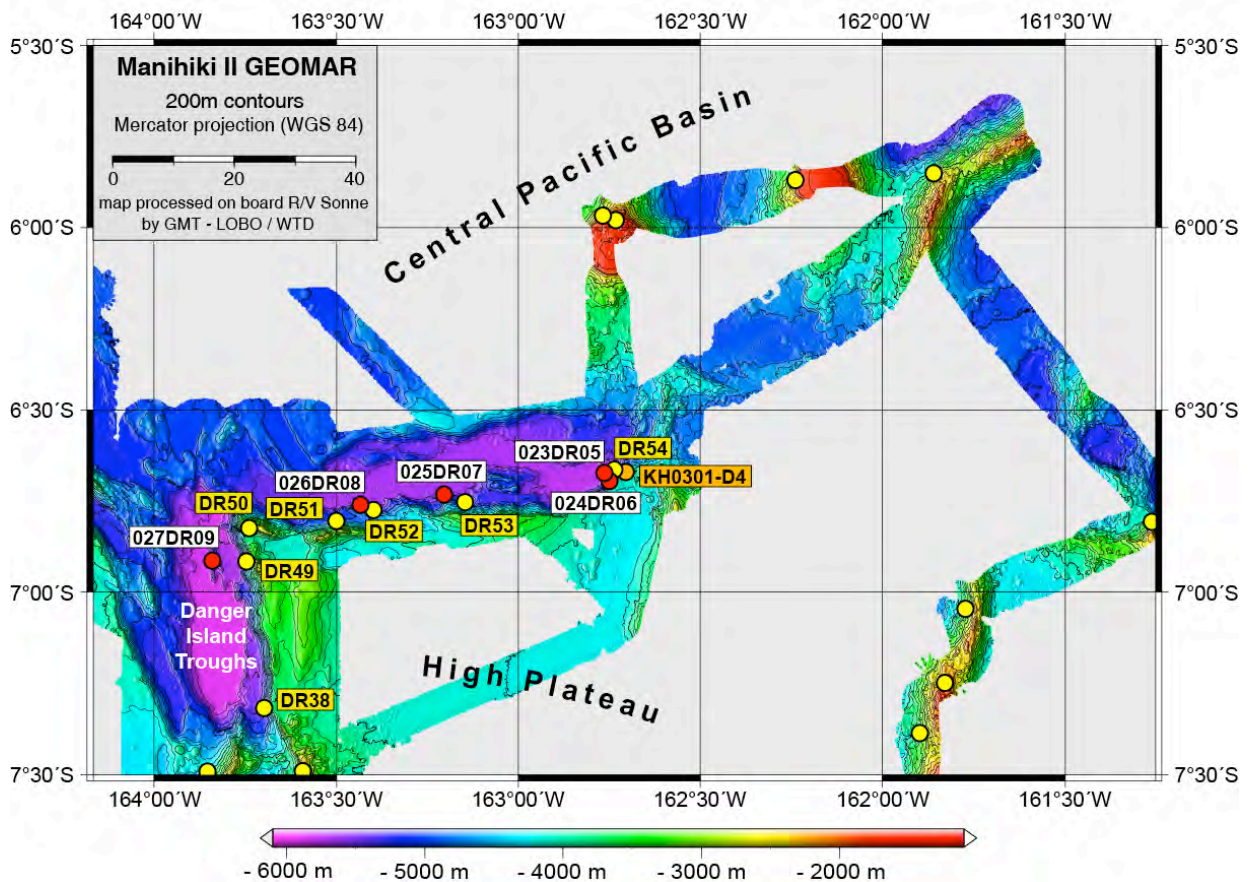 164°00'W 163°30'W 163°00'W 162°30'W 162°00'W 161°30'W
5°30'S 5°30'S
Manihiki II GEOMAR
200m contours
Mercator projection (WGS 84)
0 20 40
map processed on board R/V Sonne
by GMT - LOBO / WTD
Central Pacific Basin
6°00'S 6°00'S
6°30'S 6°30'S
023DR05 DR54
025DR07 KH0301-D4
026DR08
DR50 DR51 024DR06
DR52 DR53
027DR09
DR49
7°00'S 7°00'S
Danger
Island
Troughs
High Plateau
DR38
7°30'S 7°30'S
164°00'W 163°30'W 163°00'W 162°30'W 162°00'W 161°30'W
- 6000 m - 5000 m - 4000 m - 3000 m - 2000 m